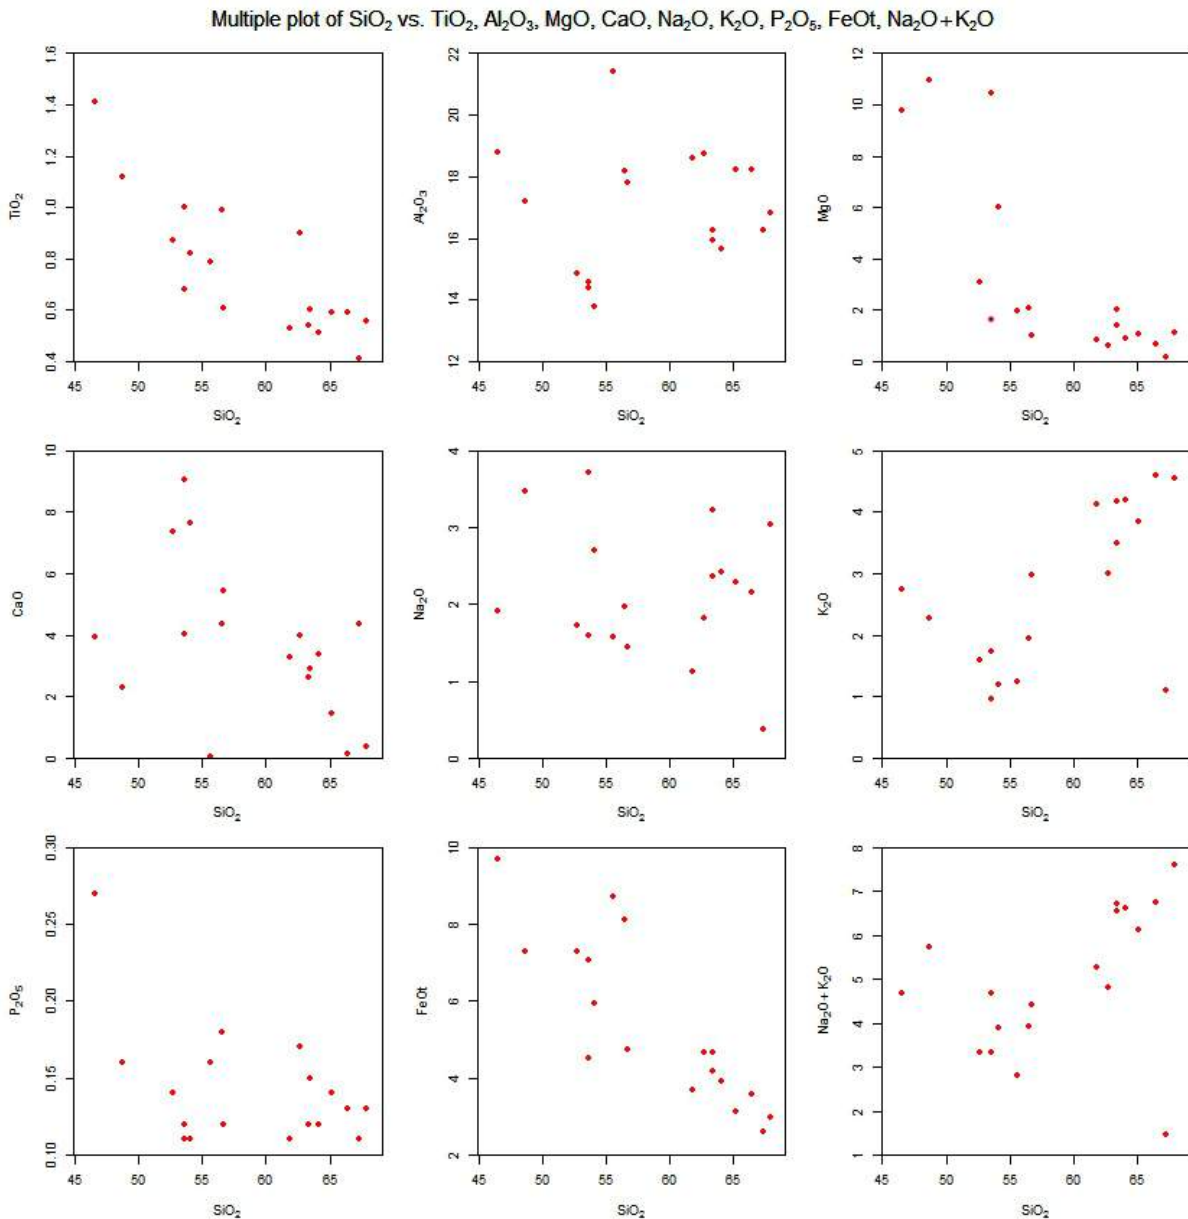 Multiple plot of SiO₂ vs. TiO₂, Al₂O₃, MgO, CaO, Na₂O, K₂O, P₂O₅, FeOt, Na₂O+K₂O
TiO₂
0.4 0.6 0.8 1.0 1.2 1.4 1.6
45 50 55 60 65
SiO₂
Al₂O₃
12 14 16 18 20 22
45 50 55 60 65
SiO₂
MgO
0 2 4 6 8 10 12
45 50 55 60 65
SiO₂
CaO
0 2 4 6 8 10
45 50 55 60 65
SiO₂
Na₂O
0 1 2 3 4
45 50 55 60 65
SiO₂
K₂O
0 1 2 3 4 5
45 50 55 60 65
SiO₂
P₂O₅
0.10 0.15 0.20 0.25 0.30
45 50 55 60 65
SiO₂
FeOt
2 4 6 8 10
45 50 55 60 65
SiO₂
Na₂O+K₂O
1 2 3 4 5 6 7 8
45 50 55 60 65
SiO₂